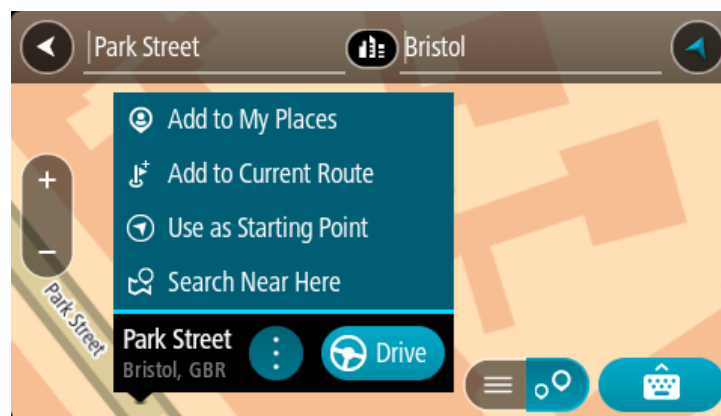 Park Street
Bristol
Add to My Places
Add to Current Route
Use as Starting Point
Search Near Here
Park Street
Park Street
Bristol, GBR
Drive